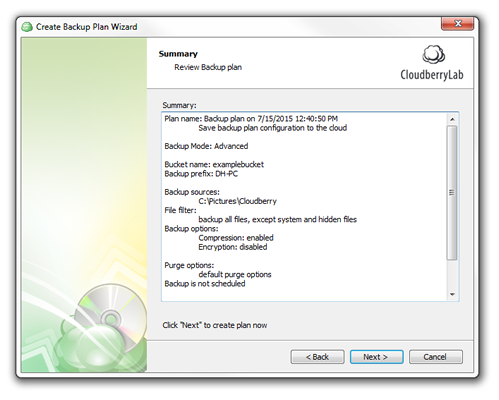 Create Backup Plan Wizard
Summary
Review Backup plan
CloudberryLab
Summary:
Plan name: Backup plan on 7/15/2015 12:40:50 PM
Save backup plan configuration to the cloud
Backup Mode: Advanced
Bucket name: examplebucket
Backup prefix: DH-PC
Backup sources:
C:\Pictures\Cloudberry
File filter:
backup all files, except system and hidden files
Backup options:
Compression: enabled
Encryption: disabled
Purge options:
default purge options
Backup is not scheduled
Click "Next" to create plan now
< Back
Next >
Cancel